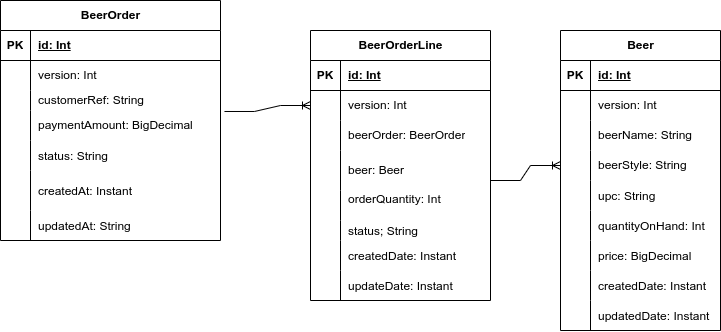 BeerOrder
PK id: Int
version: Int
customerRef: String
paymentAmount: BigDecimal
status: String
createdAt: Instant
updatedAt: String
BeerOrderLine
PK id: Int
version: Int
beerOrder: BeerOrder
beer: Beer
orderQuantity: Int
status; String
createdDate: Instant
updateDate: Instant
Beer
PK id: Int
version: Int
beerName: String
beerStyle: String
upc: String
quantityOnHand: Int
price: BigDecimal
createdDate: Instant
updatedDate: Instant